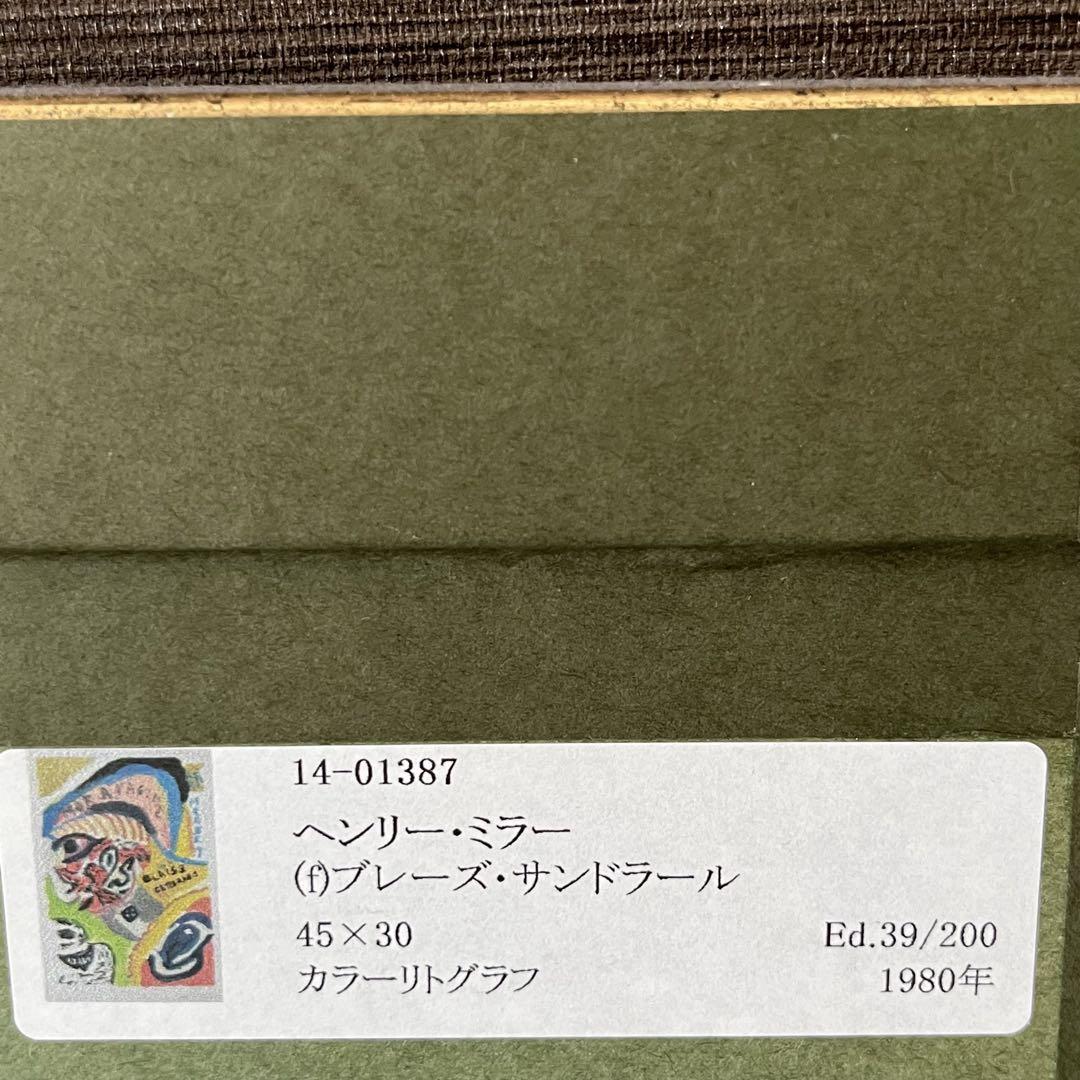 14-01387
ヘンリー・ミラー
(f)ブレーズ・サンドラール
45×30 Ed.39/200
カラーリトグラフ 1980年
BLAISE